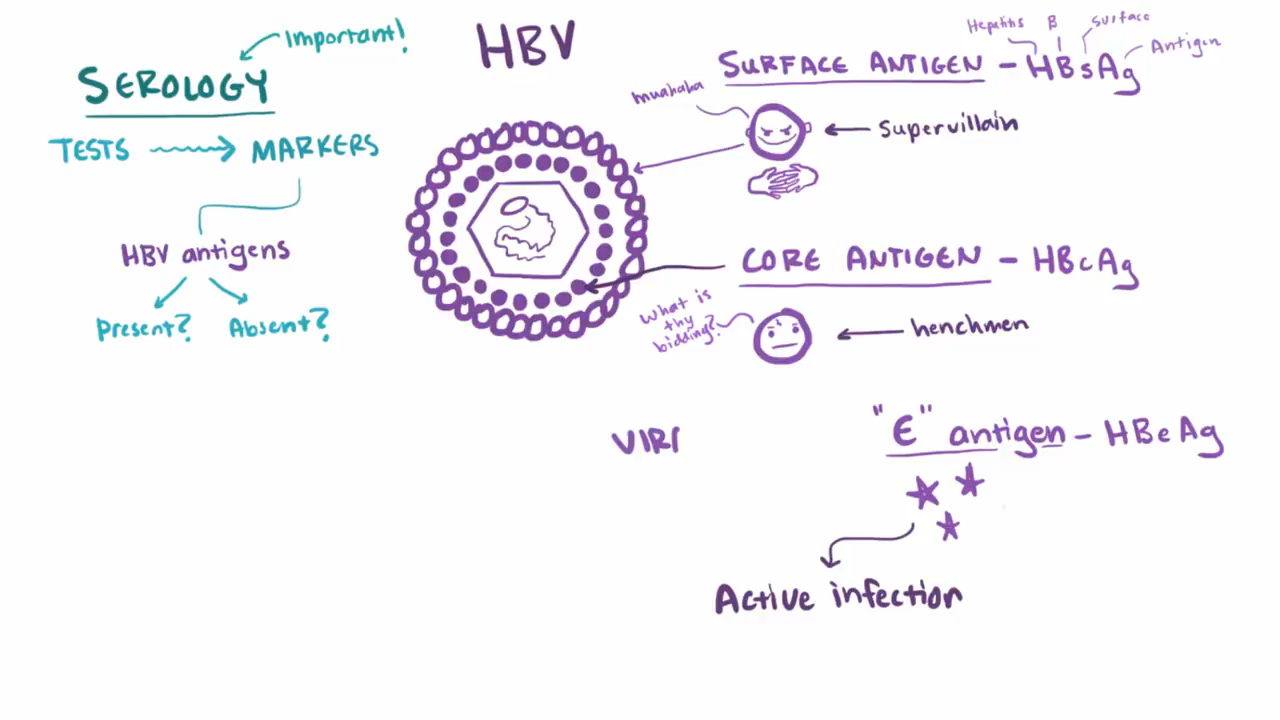 Important!
SEROLOGY
TESTS
MARKERS
HBV antigens
Present?
Absent?
HBV
Hepatitis
B
surface
Antigen
SURFACE ANTIGEN - HBsAg
muahaha
supervillain
CORE ANTIGEN - HBcAg
What is
thy
bidding?
henchmen
VIRI
"E" antigen - HBeAg
Active infection